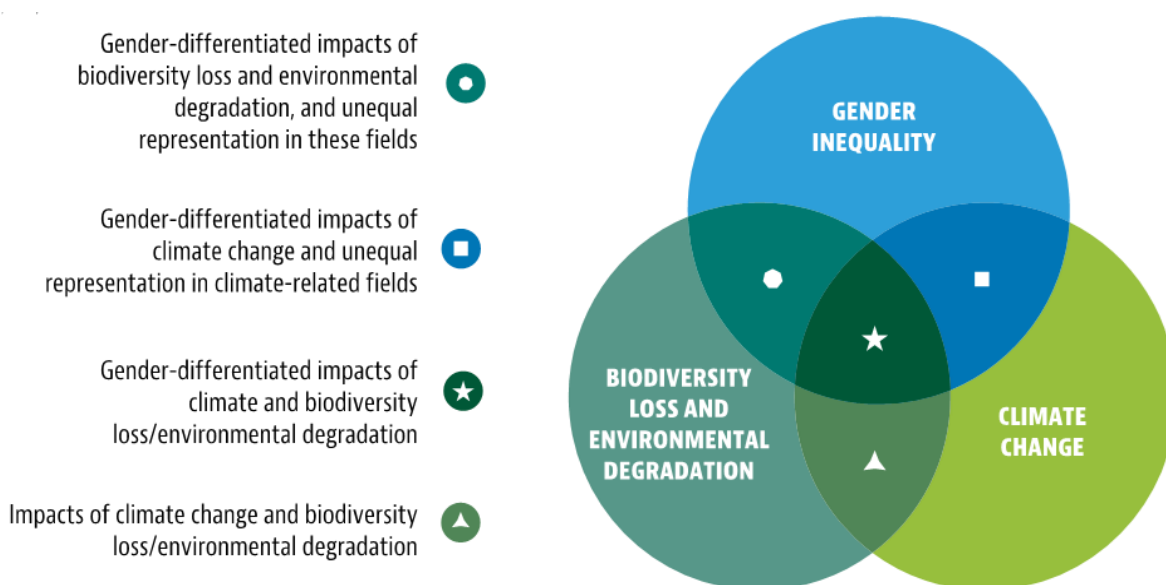 Gender-differentiated impacts of
biodiversity loss and environmental
degradation, and unequal
representation in these fields
Gender-differentiated impacts of
climate change and unequal
representation in climate-related fields
Gender-differentiated impacts of
climate and biodiversity
loss/environmental degradation
Impacts of climate change and biodiversity
loss/environmental degradation
GENDER
INEQUALITY
BIODIVERSITY
LOSS AND
ENVIRONMENTAL
DEGRADATION
CLIMATE
CHANGE